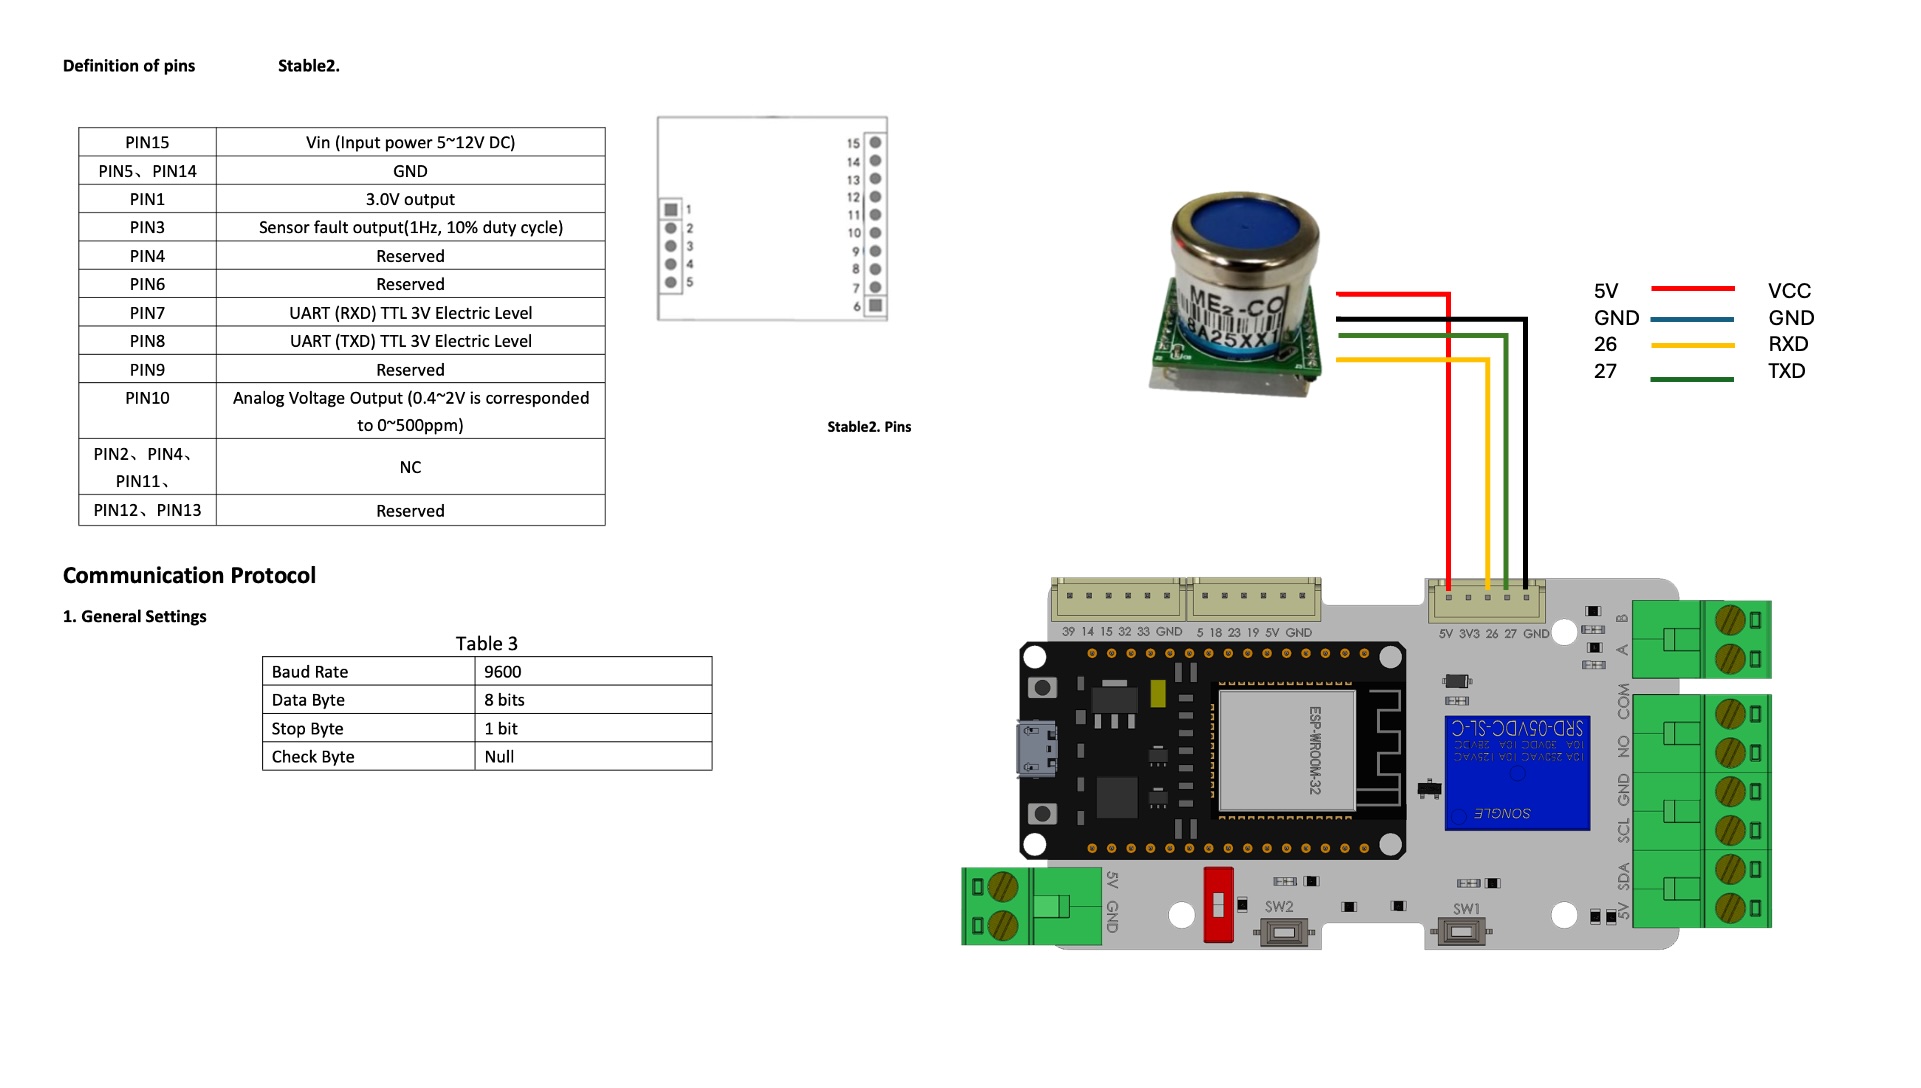 Definition of pins Stable2.
PIN15 Vin (Input power 5~12V DC)
PIN5、PIN14 GND
PIN1 3.0V output
PIN3 Sensor fault output(1Hz, 10% duty cycle)
PIN4 Reserved
PIN6 Reserved
PIN7 UART (RXD) TTL 3V Electric Level
PIN8 UART (TXD) TTL 3V Electric Level
PIN9 Reserved
PIN10 Analog Voltage Output (0.4~2V is corresponded
to 0~500ppm)
PIN2、PIN4、
PIN11、
NC
PIN12、PIN13 Reserved
15
14
13
12
11
10
9
8
7
6
1
2
3
4
5
Stable2. Pins
Communication Protocol
1. General Settings
Table 3
Baud Rate 9600
Data Byte 8 bits
Stop Byte 1 bit
Check Byte Null
ME2-CO
8A25XX1
5V VCC
GND GND
26 RXD
27 TXD
39 14 15 32 33 GND 5 18 23 19 5V GND
5V 3V3 26 27 GND
B
A
COM
NO
GND
SCL
SDA
5V
ESP-WROOM-32
SRD-05VDC-SL-C
10A 30VDC 10A 28VDC
10A 250VAC 10A 125VAC
SONGLE
5V
GND
SW2
SW1